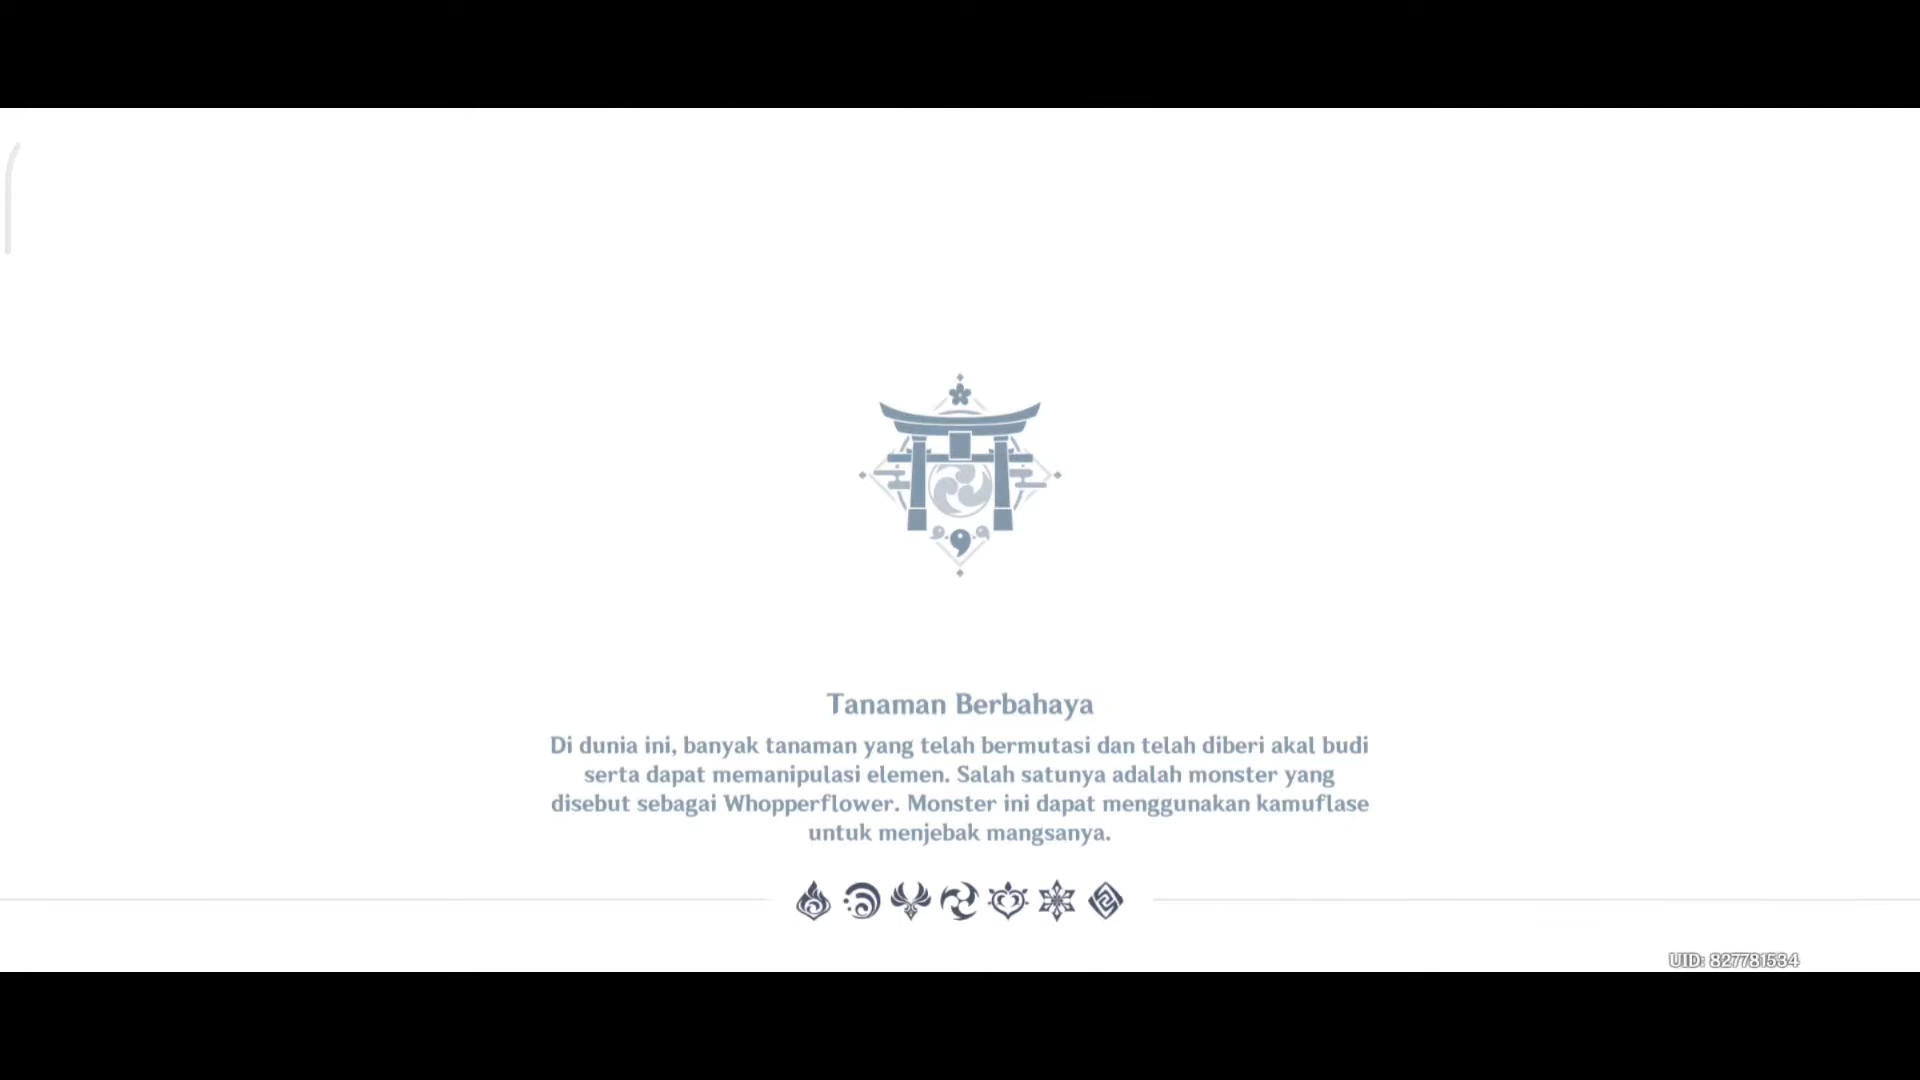 Tanaman Berbahaya
Di dunia ini, banyak tanaman yang telah bermutasi dan telah diberi akal budi
serta dapat memanipulasi elemen. Salah satunya adalah monster yang
disebut sebagai Whopperflower. Monster ini dapat menggunakan kamuflase
untuk menjebak mangsanya.
UID: 827781534